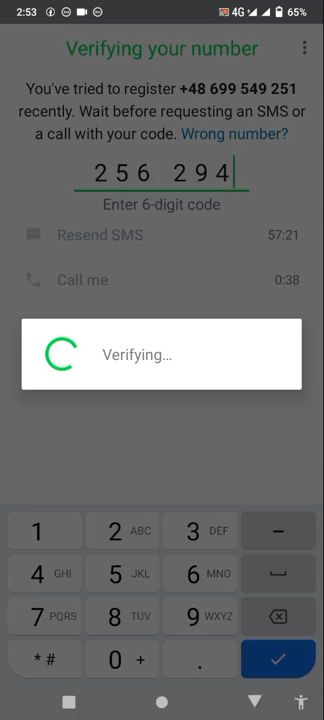 2:53 4G 65%
Verifying your number
You've tried to register +48 699 549 251
recently. Wait before requesting an SMS or
a call with your code. Wrong number?
256 294
Enter 6-digit code
Resend SMS 57:21
Call me 0:38
Verifying…
1 2 ABC 3 DEF –
4 GHI 5 JKL 6 MNO
7 PQRS 8 TUV 9 WXYZ
* # 0 + .